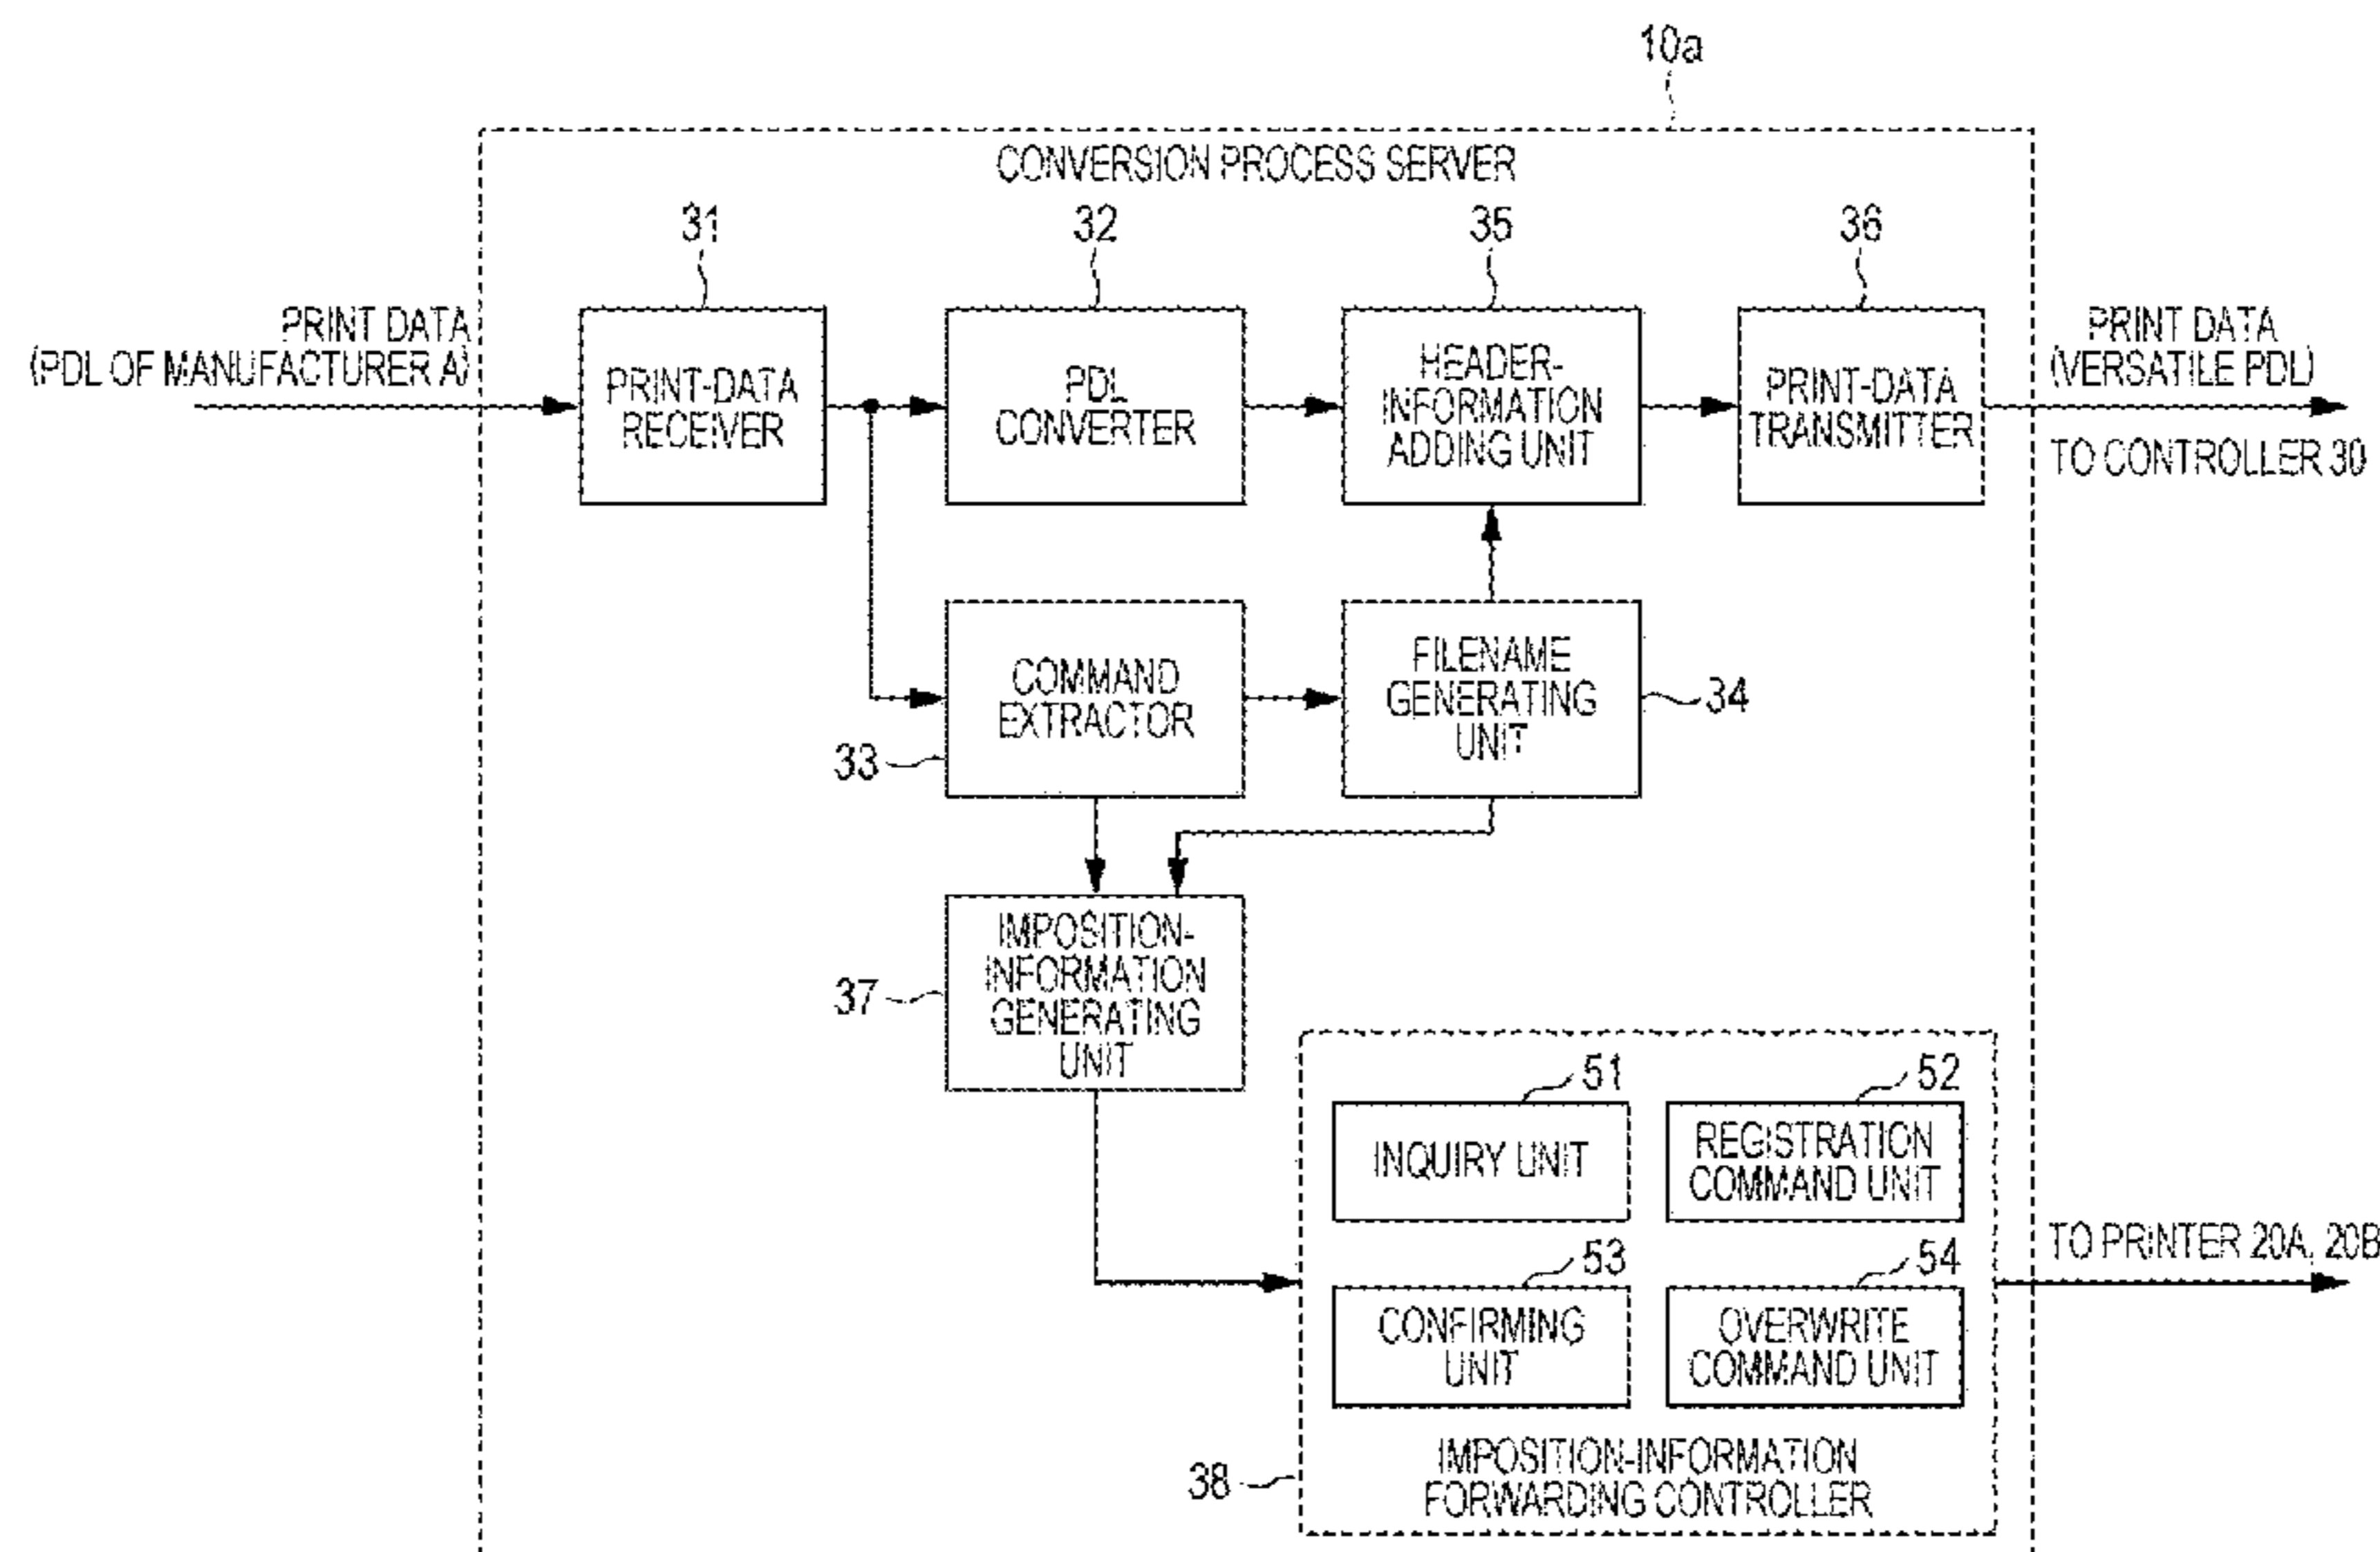 10a
CONVERSION PROCESS SERVER
31
32
35
36
PRINT DATA
(PDL OF MANUFACTURER A)
PRINT-DATA
RECEIVER
PDL
CONVERTER
HEADER-
INFORMATION
ADDING UNIT
PRINT-DATA
TRANSMITTER
PRINT DATA
(VERSATILE PDL)
TO CONTROLLER 30
COMMAND
EXTRACTOR
33
FILENAME
GENERATING
UNIT
34
IMPOSITION-
INFORMATION
GENERATING
UNIT
37
51
INQUIRY UNIT
52
REGISTRATION
COMMAND UNIT
53
CONFIRMING
UNIT
54
OVERWRITE
COMMAND UNIT
TO PRINTER 20A, 20B
38
IMPOSITION-INFORMATION
FORWARDING CONTROLLER